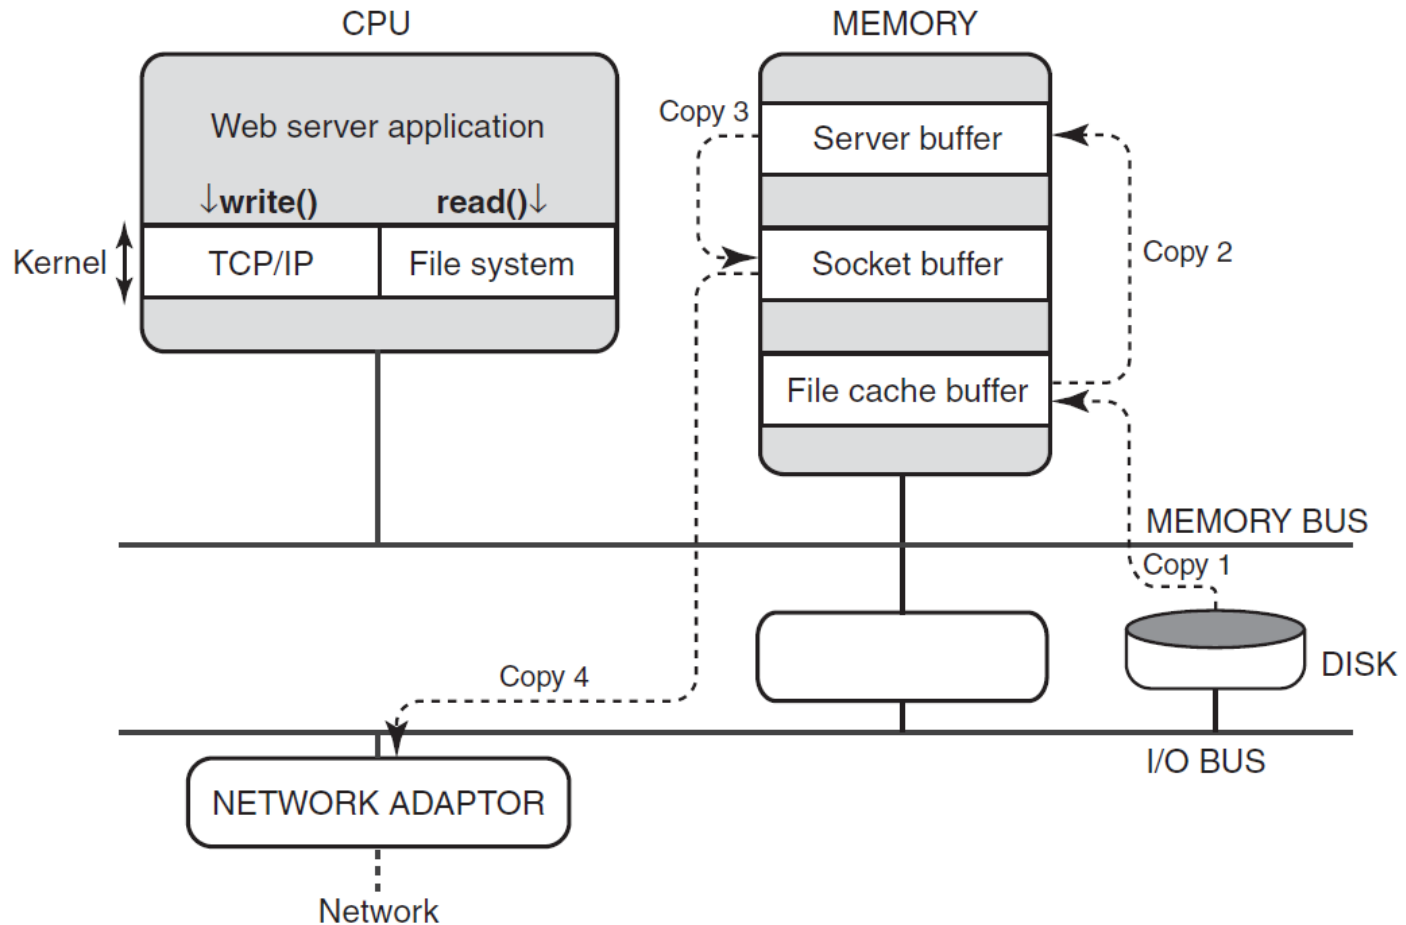 CPU
MEMORY
Web server application
↓write()
read()↓
Kernel
TCP/IP
File system
Copy 3
Server buffer
Socket buffer
Copy 2
File cache buffer
MEMORY BUS
Copy 1
DISK
Copy 4
I/O BUS
NETWORK ADAPTOR
Network